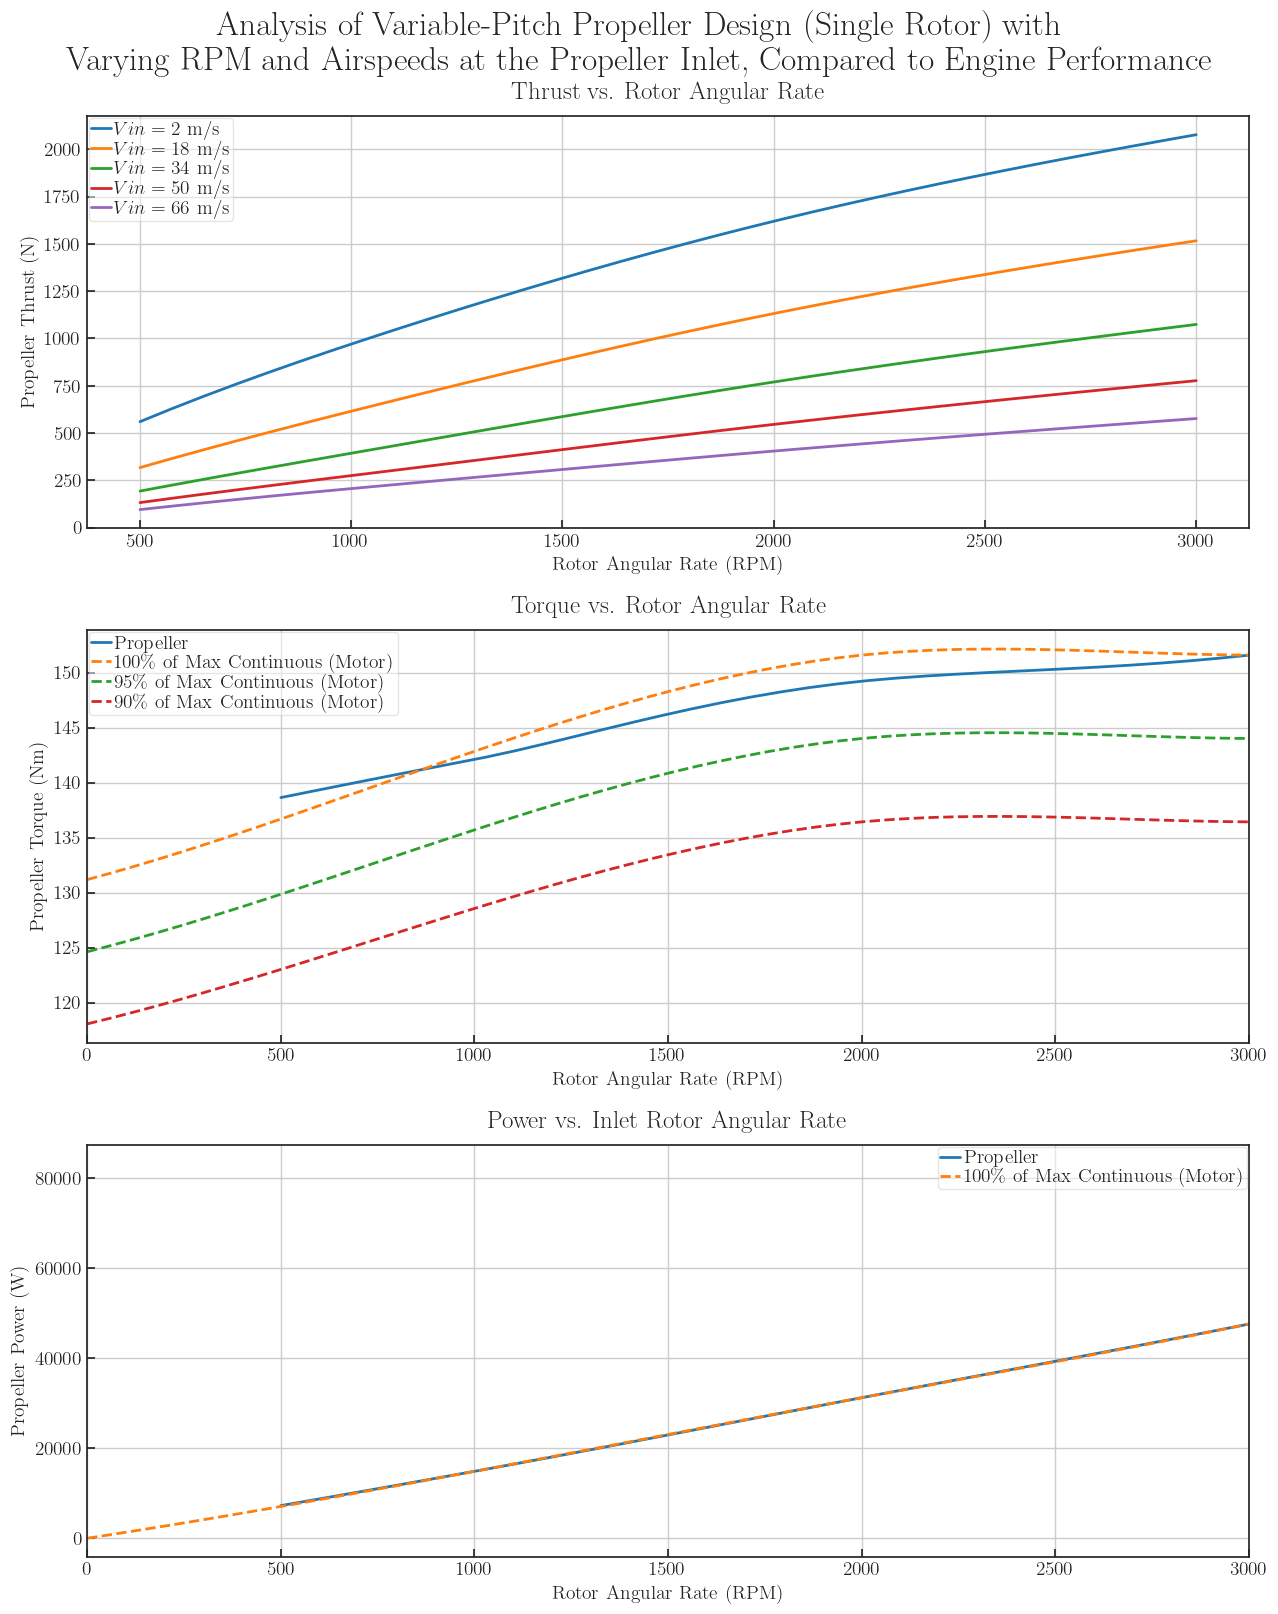 Analysis of Variable-Pitch Propeller Design (Single Rotor) with
Varying RPM and Airspeeds at the Propeller Inlet, Compared to Engine Performance
Thrust vs. Rotor Angular Rate
Vin = 2 m/s
Vin = 18 m/s
Vin = 34 m/s
Vin = 50 m/s
Vin = 66 m/s
Propeller Thrust (N)
2000
1750
1500
1250
1000
750
500
250
0
500 1000 1500 2000 2500 3000
Rotor Angular Rate (RPM)
Torque vs. Rotor Angular Rate
Propeller
100% of Max Continuous (Motor)
95% of Max Continuous (Motor)
90% of Max Continuous (Motor)
Propeller Torque (Nm)
150
145
140
135
130
125
120
0 500 1000 1500 2000 2500 3000
Rotor Angular Rate (RPM)
Power vs. Inlet Rotor Angular Rate
Propeller
100% of Max Continuous (Motor)
Propeller Power (W)
80000
60000
40000
20000
0
0 500 1000 1500 2000 2500 3000
Rotor Angular Rate (RPM)